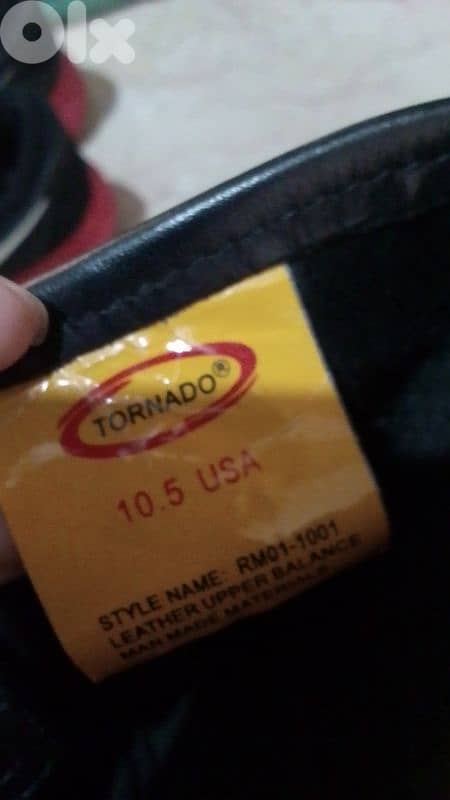 OLX
TORNADO®
10.5 USA
STYLE NAME: RM01-1001
LEATHER UPPER BALANCE
MAN MADE MATERIALS